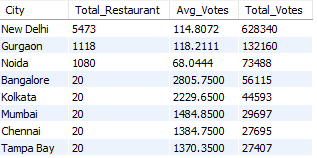 City Total_Restaurant Avg_Votes Total_Votes
New Delhi 5473 114.8072 628340
Gurgaon 1118 118.2111 132160
Noida 1080 68.0444 73488
Bangalore 20 2805.7500 56115
Kolkata 20 2229.6500 44593
Mumbai 20 1484.8500 29697
Chennai 20 1384.7500 27695
Tampa Bay 20 1370.3500 27407